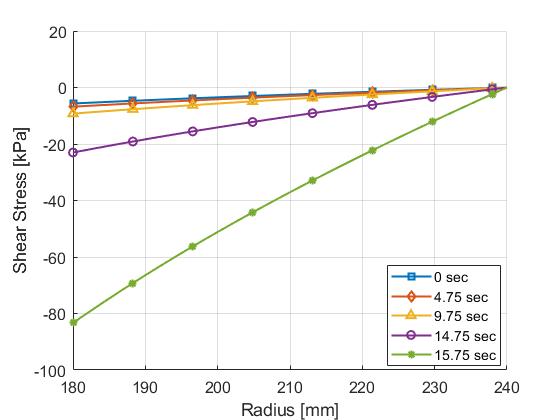 20
0
-20
-40
-60
-80
-100
Shear Stress [kPa]
0 sec
4.75 sec
9.75 sec
14.75 sec
15.75 sec
180 190 200 210 220 230 240
Radius [mm]